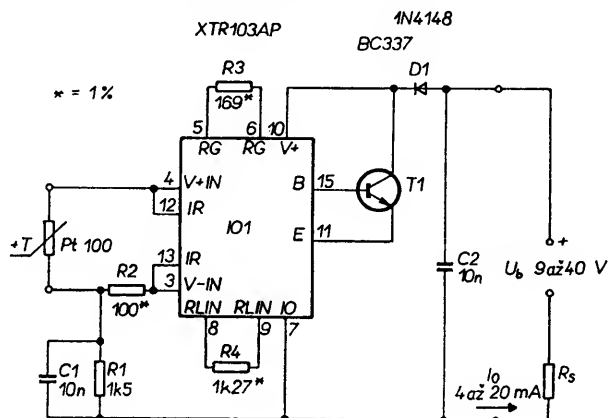 XTR103AP
1N4148
BC337
* = 1%
R3
169*
D1
5
6
10
RG
RG
V+
4
V+IN
12
IR
B
15
T1
IO1
+T
Pt 100
13
IR
E
11
R2
100*
3
V-IN
RLIN
RLIN
IO
8
9
7
C2
10n
+
Ub 9až40 V
C1
10n
R1
1k5
R4
1k27*
Io
4až 20mA
Rs